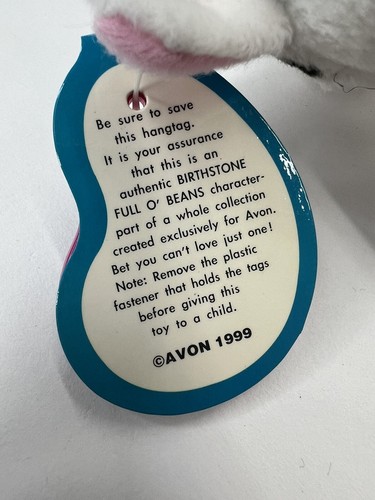 Be sure to save
this hangtag.
It is your assurance
that this is an
authentic BIRTHSTONE
FULL O' BEANS character-
part of a whole collection
created exclusively for Avon.
Bet you can't love just one!
Note: Remove the plastic
fastener that holds the tags
before giving this
toy to a child.
©AVON 1999